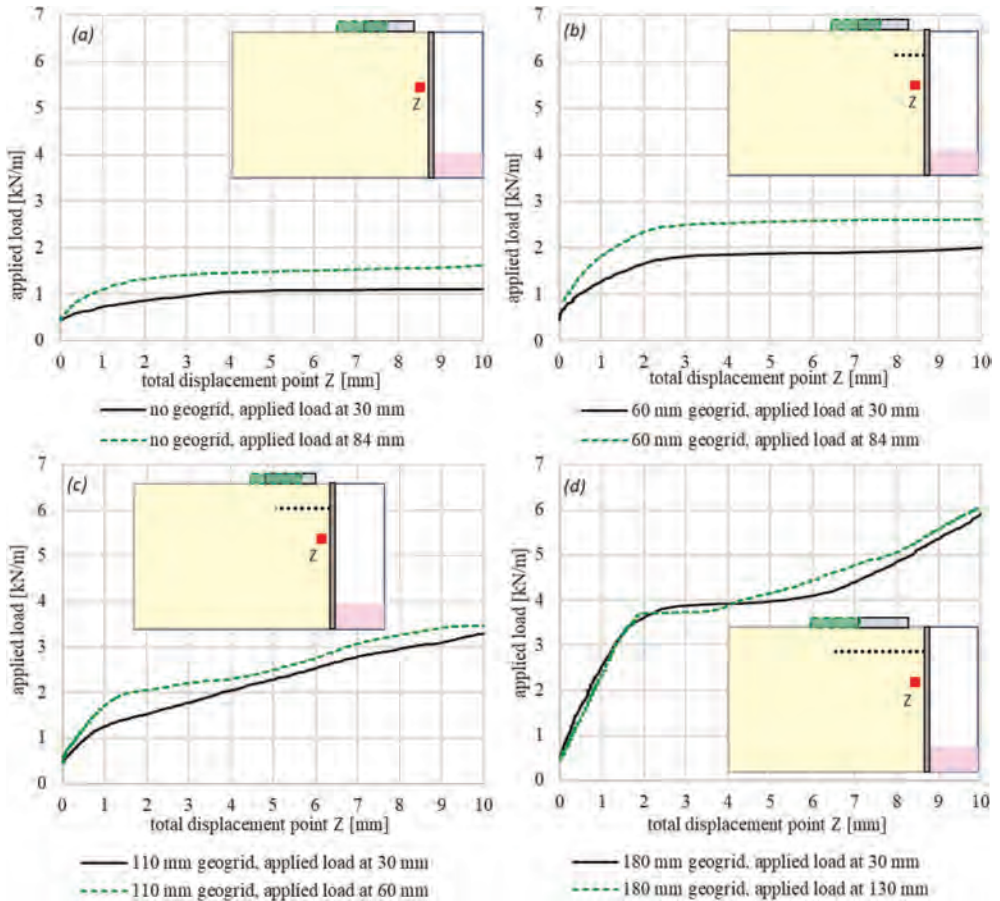 (a)
Z
7
6
5
4
3
2
1
0
applied load [kN/m]
0 1 2 3 4 5 6 7 8 9 10
total displacement point Z [mm]
no geogrid, applied load at 30 mm
no geogrid, applied load at 84 mm
(b)
Z
7
6
5
4
3
2
1
0
applied load [kN/m]
0 1 2 3 4 5 6 7 8 9 10
total displacement point Z [mm]
60 mm geogrid, applied load at 30 mm
60 mm geogrid, applied load at 84 mm
(c)
Z
7
6
5
4
3
2
1
0
applied load [kN/m]
0 1 2 3 4 5 6 7 8 9 10
total displacement point Z [mm]
110 mm geogrid, applied load at 30 mm
110 mm geogrid, applied load at 60 mm
(d)
Z
7
6
5
4
3
2
1
0
applied load [kN/m]
0 1 2 3 4 5 6 7 8 9 10
total displacement point Z [mm]
180 mm geogrid, applied load at 30 mm
180 mm geogrid, applied load at 130 mm